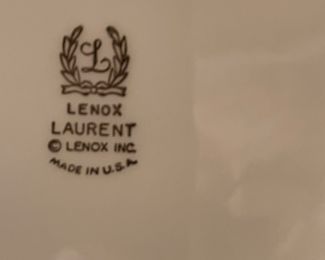 L
LENOX
LAURENT
© LENOX INC.
MADE IN U.S.A.